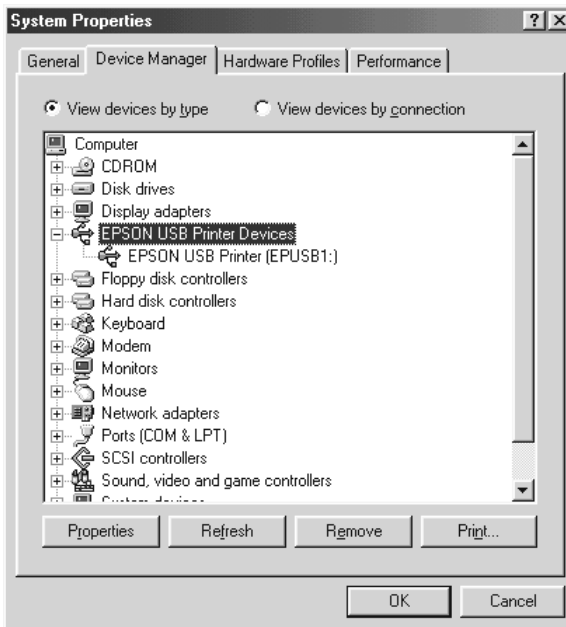 System Properties
General Device Manager Hardware Profiles Performance
View devices by type View devices by connection
Computer
CDROM
Disk drives
Display adapters
EPSON USB Printer Devices
EPSON USB Printer (EPUSB1:)
Floppy disk controllers
Hard disk controllers
Keyboard
Modem
Monitors
Mouse
Network adapters
Ports (COM & LPT)
SCSI controllers
Sound, video and game controllers
System devices
Properties Refresh Remove Print...
OK Cancel